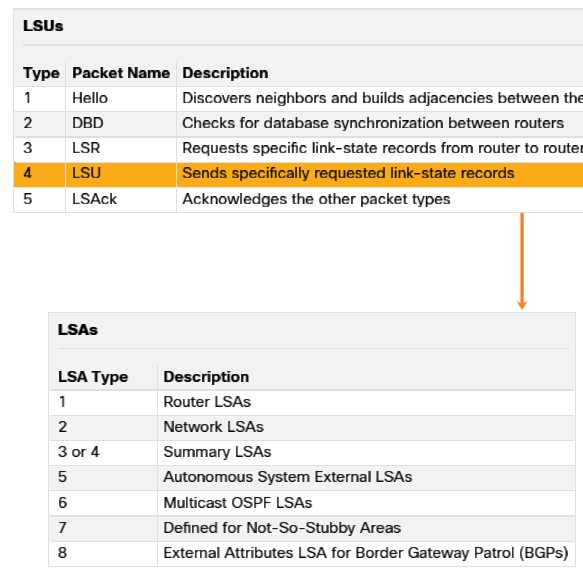 LSUs
Type Packet Name Description
1 Hello Discovers neighbors and builds adjacencies between the
2 DBD Checks for database synchronization between routers
3 LSR Requests specific link-state records from router to router
4 LSU Sends specifically requested link-state records
5 LSAck Acknowledges the other packet types
LSAs
LSA Type Description
1 Router LSAs
2 Network LSAs
3 or 4 Summary LSAs
5 Autonomous System External LSAs
6 Multicast OSPF LSAs
7 Defined for Not-So-Stubby Areas
8 External Attributes LSA for Border Gateway Patrol (BGPs)